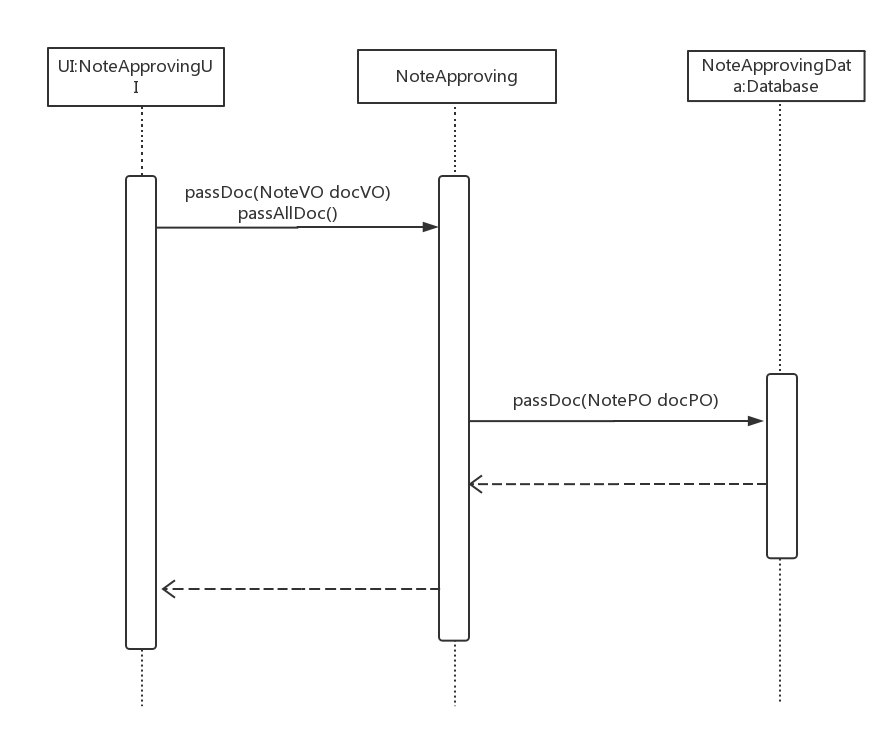 UI:NoteApprovingU
I
NoteApproving
NoteApprovingDat
a:Database
passDoc(NoteVO docVO)
passAllDoc()
passDoc(NotePO docPO)